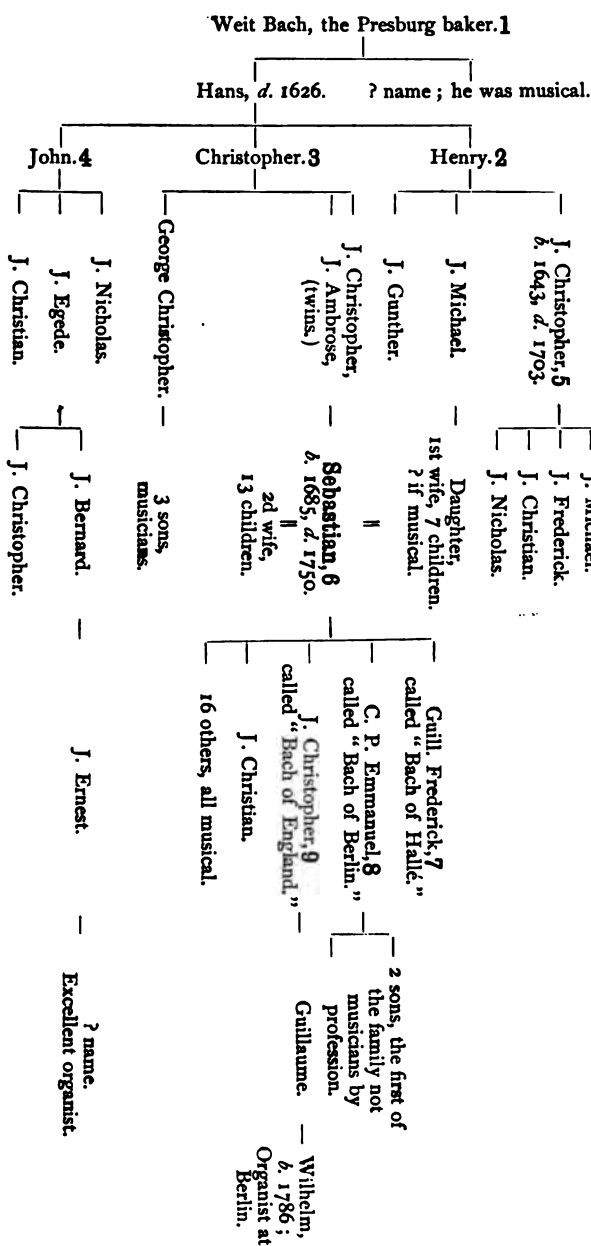 Weit Bach, the Presburg baker.1
Hans, d. 1626.
? name ; he was musical.
John.4
Christopher.3
Henry.2
J. Christian.
J. Egede.
J. Nicholas.
George Christopher.
J. Christopher,
J. Ambrose,
(twins.)
J. Gunther.
J. Michael.
J. Christopher,5
b. 1643, d. 1703.
J. Christopher.
J. Bernard.
3 sons,
musicians.
Sebastian,6
b. 1685, d. 1750.
2d wife,
13 children.
Daughter,
1st wife, 7 children.
? if musical.
J. Nicholas.
J. Christian.
J. Frederick.
J. Michael.
J. Ernest.
16 others, all musical.
J. Christian.
J. Christopher,9
called “Bach of England.”
C. P. Emmanuel,8
called “Bach of Berlin.”
Guill. Frederick,7
called “Bach of Hallé.”
? name.
Excellent organist.
Guillaume.
2 sons, the first of
the family not
musicians by
profession.
Wilhelm,
b. 1786 ;
Organist at
Berlin.